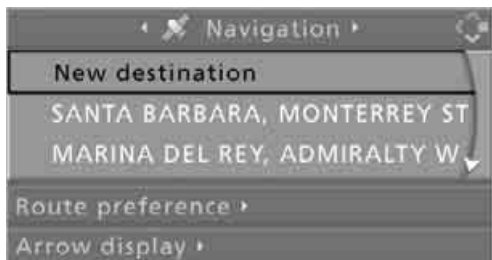 Navigation
New destination
SANTA BARBARA, MONTERREY ST
MARINA DEL REY, ADMIRALTY W
Route preference
Arrow display